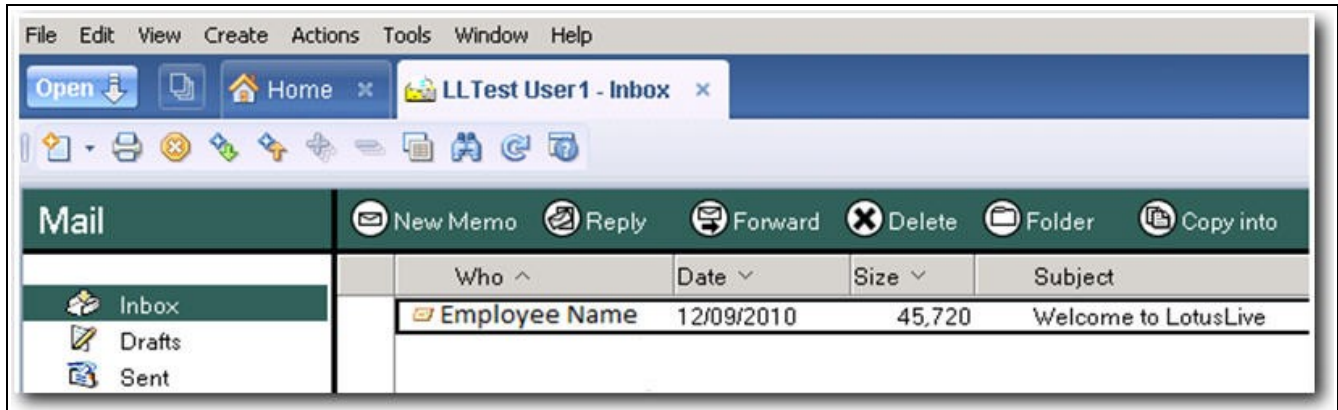 File Edit View Create Actions Tools Window Help
Open Home LLTest User1 - Inbox
Mail New Memo Reply Forward Delete Folder Copy into
Who Date Size Subject
Inbox Employee Name 12/09/2010 45,720 Welcome to LotusLive
Drafts
Sent